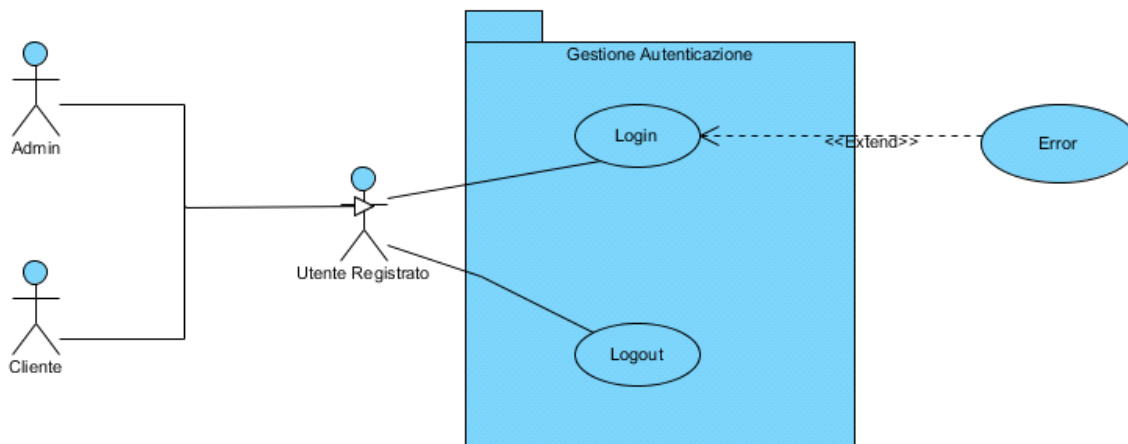 Gestione Autenticazione
Admin
Login
<<Extend>>
Error
Utente Registrato
Cliente
Logout